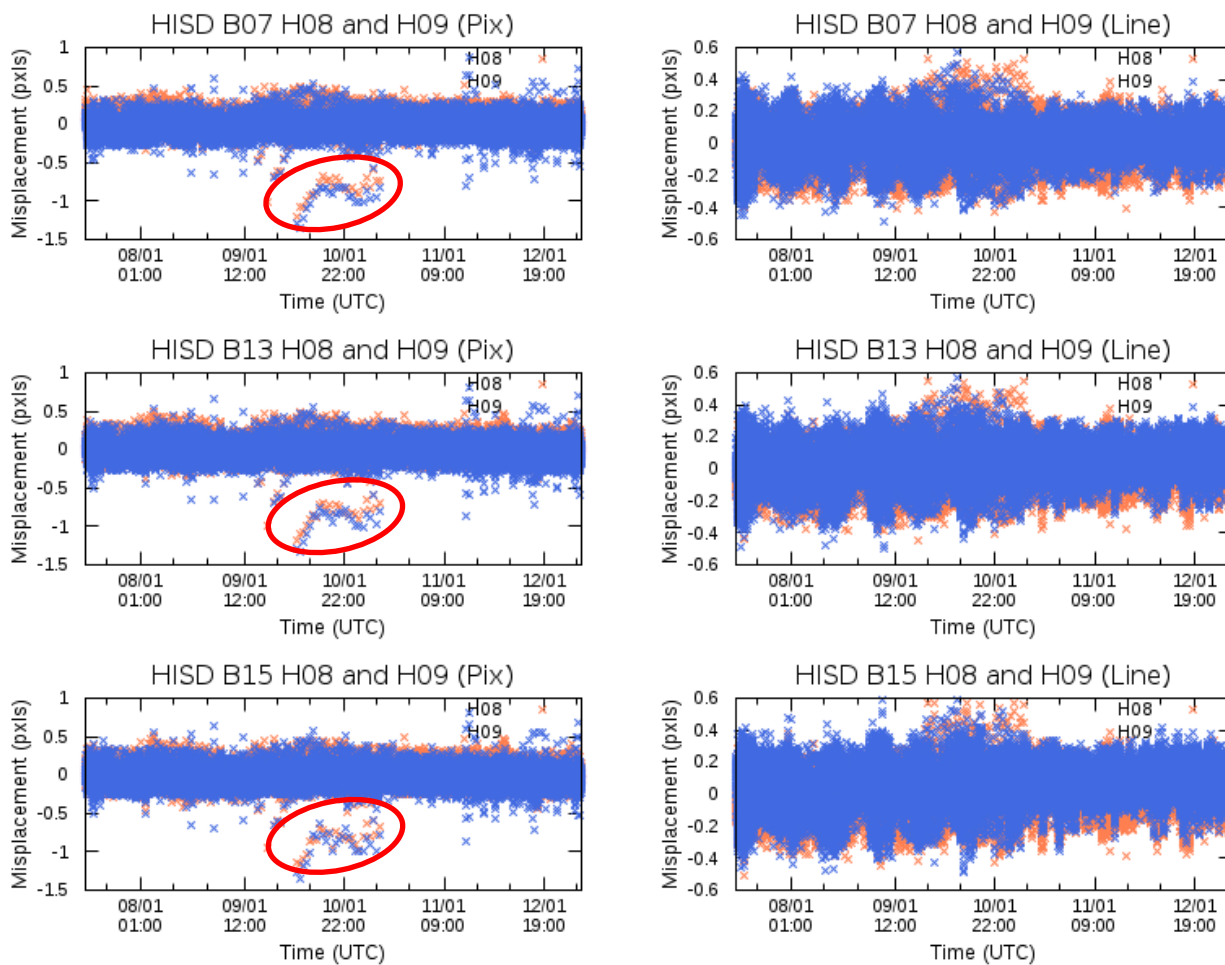 HISD B07 H08 and H09 (Pix)
1
0.5
0
-0.5
-1
-1.5
Misplacement (pxls)
H08
H09
08/01 09/01 10/01 11/01 12/01
01:00 12:00 22:00 09:00 19:00
Time (UTC)
HISD B07 H08 and H09 (Line)
0.6
0.4
0.2
0
-0.2
-0.4
-0.6
Misplacement (pxls)
H08
H09
08/01 09/01 10/01 11/01 12/01
01:00 12:00 22:00 09:00 19:00
Time (UTC)
HISD B13 H08 and H09 (Pix)
1
0.5
0
-0.5
-1
-1.5
Misplacement (pxls)
H08
H09
08/01 09/01 10/01 11/01 12/01
01:00 12:00 22:00 09:00 19:00
Time (UTC)
HISD B13 H08 and H09 (Line)
0.6
0.4
0.2
0
-0.2
-0.4
-0.6
Misplacement (pxls)
H08
H09
08/01 09/01 10/01 11/01 12/01
01:00 12:00 22:00 09:00 19:00
Time (UTC)
HISD B15 H08 and H09 (Pix)
1
0.5
0
-0.5
-1
-1.5
Misplacement (pxls)
H08
H09
08/01 09/01 10/01 11/01 12/01
01:00 12:00 22:00 09:00 19:00
Time (UTC)
HISD B15 H08 and H09 (Line)
0.6
0.4
0.2
0
-0.2
-0.4
-0.6
Misplacement (pxls)
H08
H09
08/01 09/01 10/01 11/01 12/01
01:00 12:00 22:00 09:00 19:00
Time (UTC)